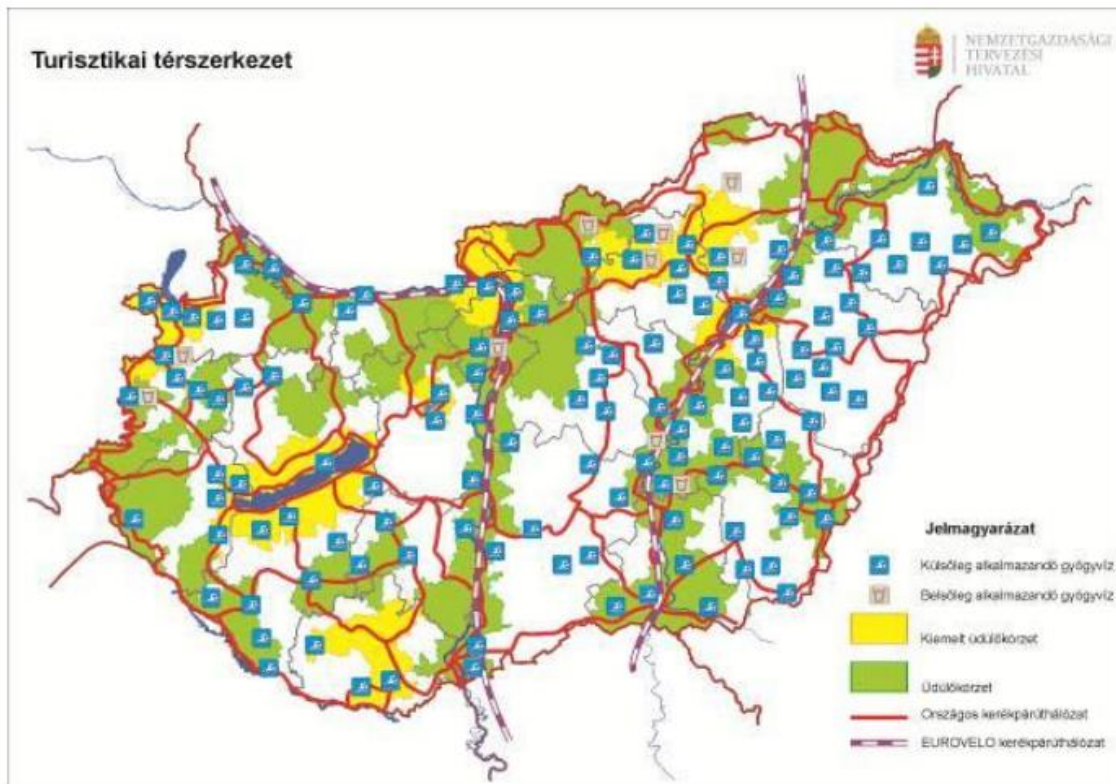 Turisztikai térszerkezet
NEMZETGAZDASÁGI
TERVEZÉSI
HIVATAL
Jelmagyarázat
Külsőleg alkalmazandó gyógyvíz
Belsőleg alkalmazandó gyógyvíz
Kiemelt üdülőkörzet
Üdülőkörzet
Országos kerékpárúthálózat
EUROVELO kerékpárúthálózat